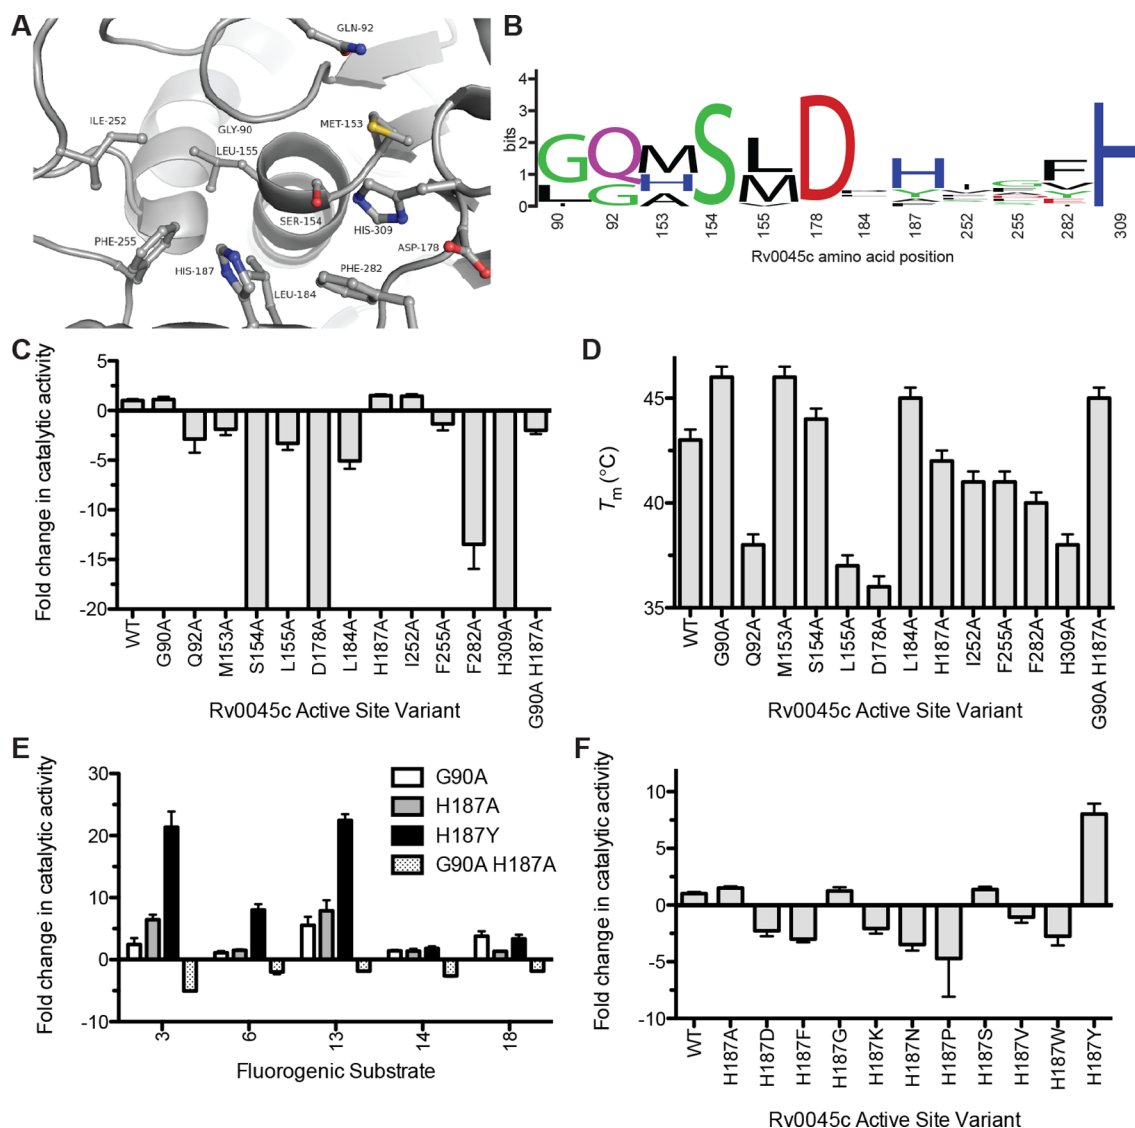 A
GLN-92
ILE-252
GLY-90
MET-153
LEU-155
SER-154
HIS-309
PHE-255
ASP-178
HIS-187
PHE-282
LEU-184
B
4
3
2
1
0
bits
90
92
153
154
155
178
184
187
252
255
282
309
Rv0045c amino acid position
C
Fold change in catalytic activity
5
0
-5
-10
-15
-20
WT
G90A
Q92A
M153A
S154A
L155A
D178A
L184A
H187A
I252A
F255A
F282A
H309A
G90A H187A
Rv0045c Active Site Variant
D
Tm (°C)
45
40
35
WT
G90A
Q92A
M153A
S154A
L155A
D178A
L184A
H187A
I252A
F255A
F282A
H309A
G90A H187A
Rv0045c Active Site Variant
E
Fold change in catalytic activity
30
20
10
0
-10
G90A
H187A
H187Y
G90A H187A
3
6
13
14
18
Fluorogenic Substrate
F
Fold change in catalytic activity
10
5
0
-5
-10
WT
H187A
H187D
H187F
H187G
H187K
H187N
H187P
H187S
H187V
H187W
H187Y
Rv0045c Active Site Variant